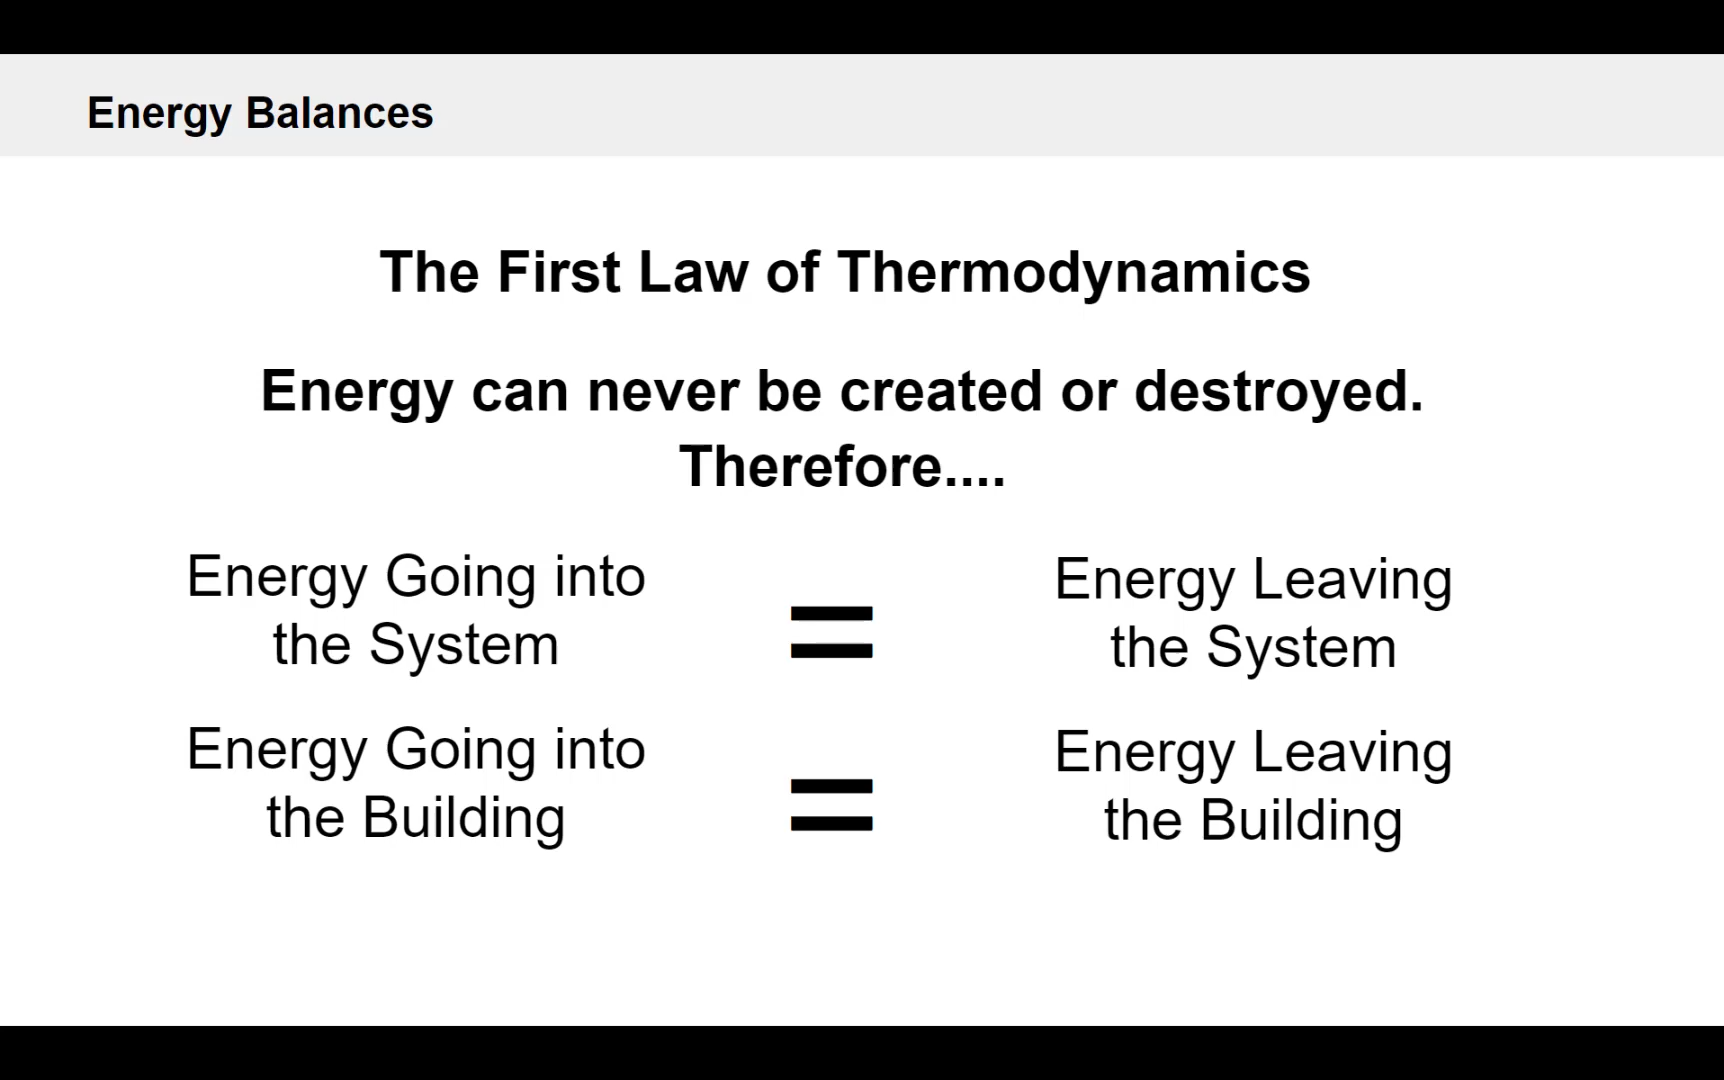 Energy Balances
The First Law of Thermodynamics
Energy can never be created or destroyed.
Therefore....
Energy Going into
the System
=
Energy Leaving
the System
Energy Going into
the Building
=
Energy Leaving
the Building